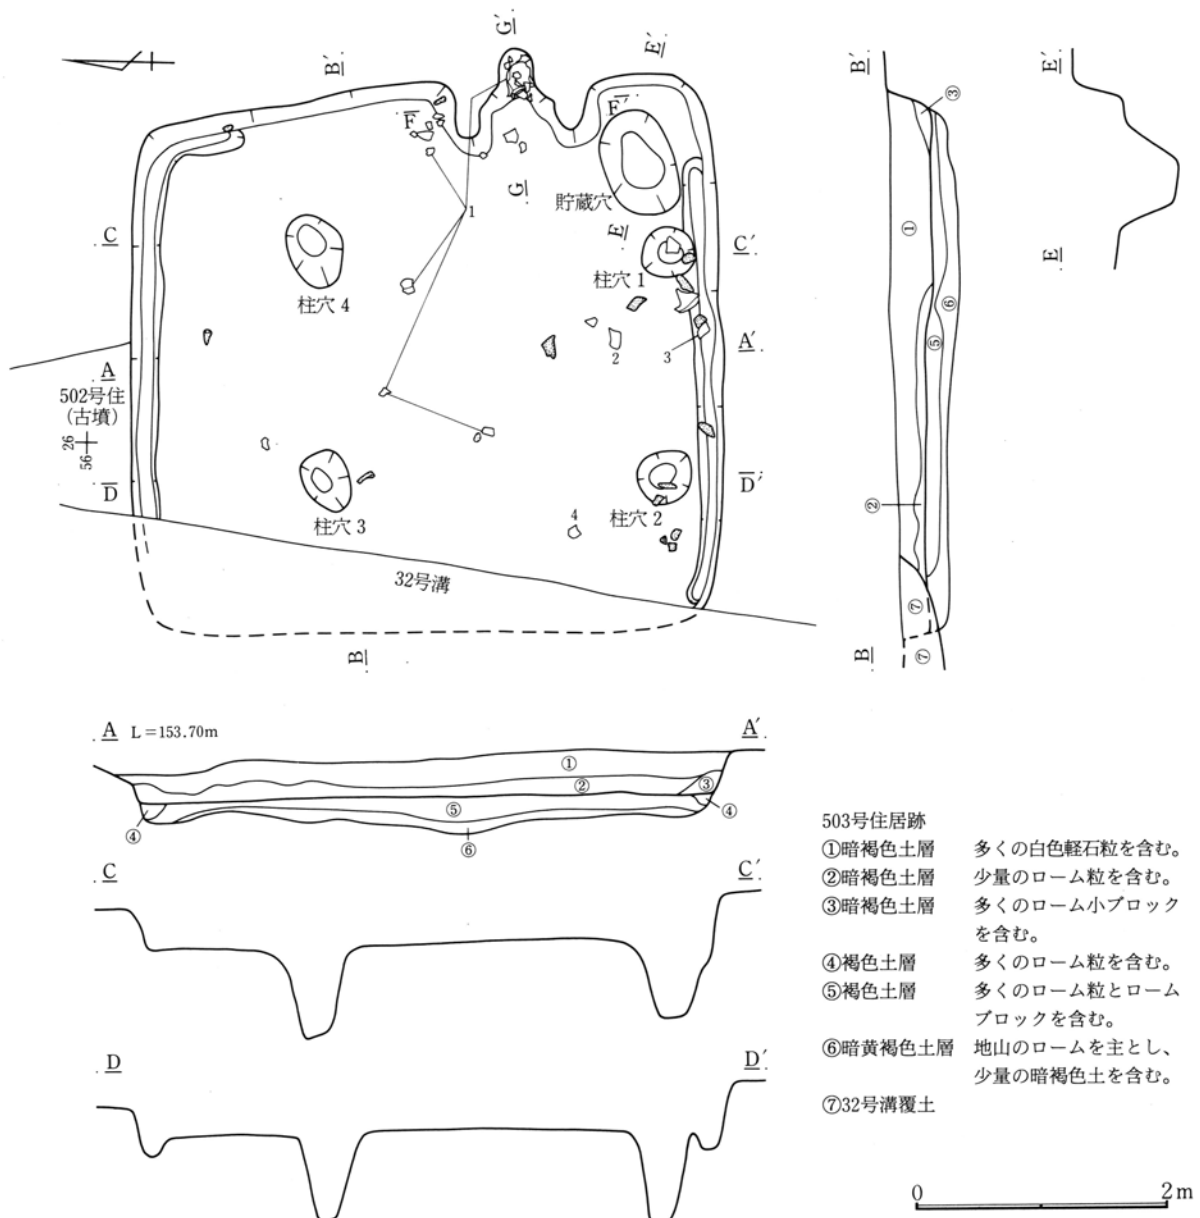 G′
E′
B′
F
F′
1
G
貯蔵穴
E
C
C′
柱穴 1
柱穴 4
2
3
A′
A
502号住
(古墳)
26
56
D
D′
柱穴 3
4
柱穴 2
32号溝
B
B′
③
①
⑥
⑤
②
⑦
B
⑦
E′
E
A L=153.70m
A′
①
②
③
④
⑤
④
⑥
C
C′
D
D′
503号住居跡
①暗褐色土層 多くの白色軽石粒を含む。
②暗褐色土層 少量のローム粒を含む。
③暗褐色土層 多くのローム小ブロック
を含む。
④褐色土層 多くのローム粒を含む。
⑤褐色土層 多くのローム粒とローム
ブロックを含む。
⑥暗黄褐色土層 地山のロームを主とし、
少量の暗褐色土を含む。
⑦32号溝覆土
0 2m